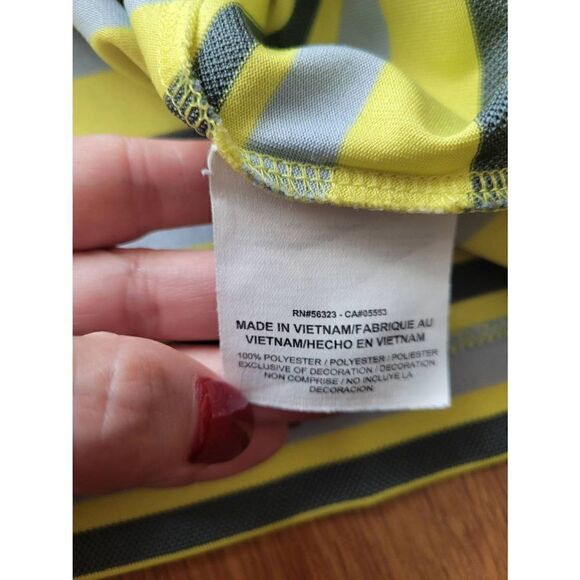 RN#56323 - CA#05553
MADE IN VIETNAM/FABRIQUE AU
VIETNAM/HECHO EN VIETNAM
100% POLYESTER / POLYESTER / POLIESTER
EXCLUSIVE OF DECORATION / DECORATION
NON COMPRISE / NO INCLUYE LA
DECORACION.